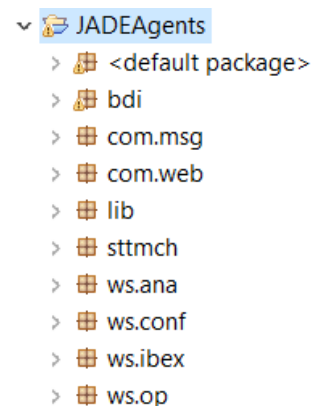 JADEAgents
<default package>
bdi
com.msg
com.web
lib
sttmch
ws.ana
ws.conf
ws.ibex
ws.op